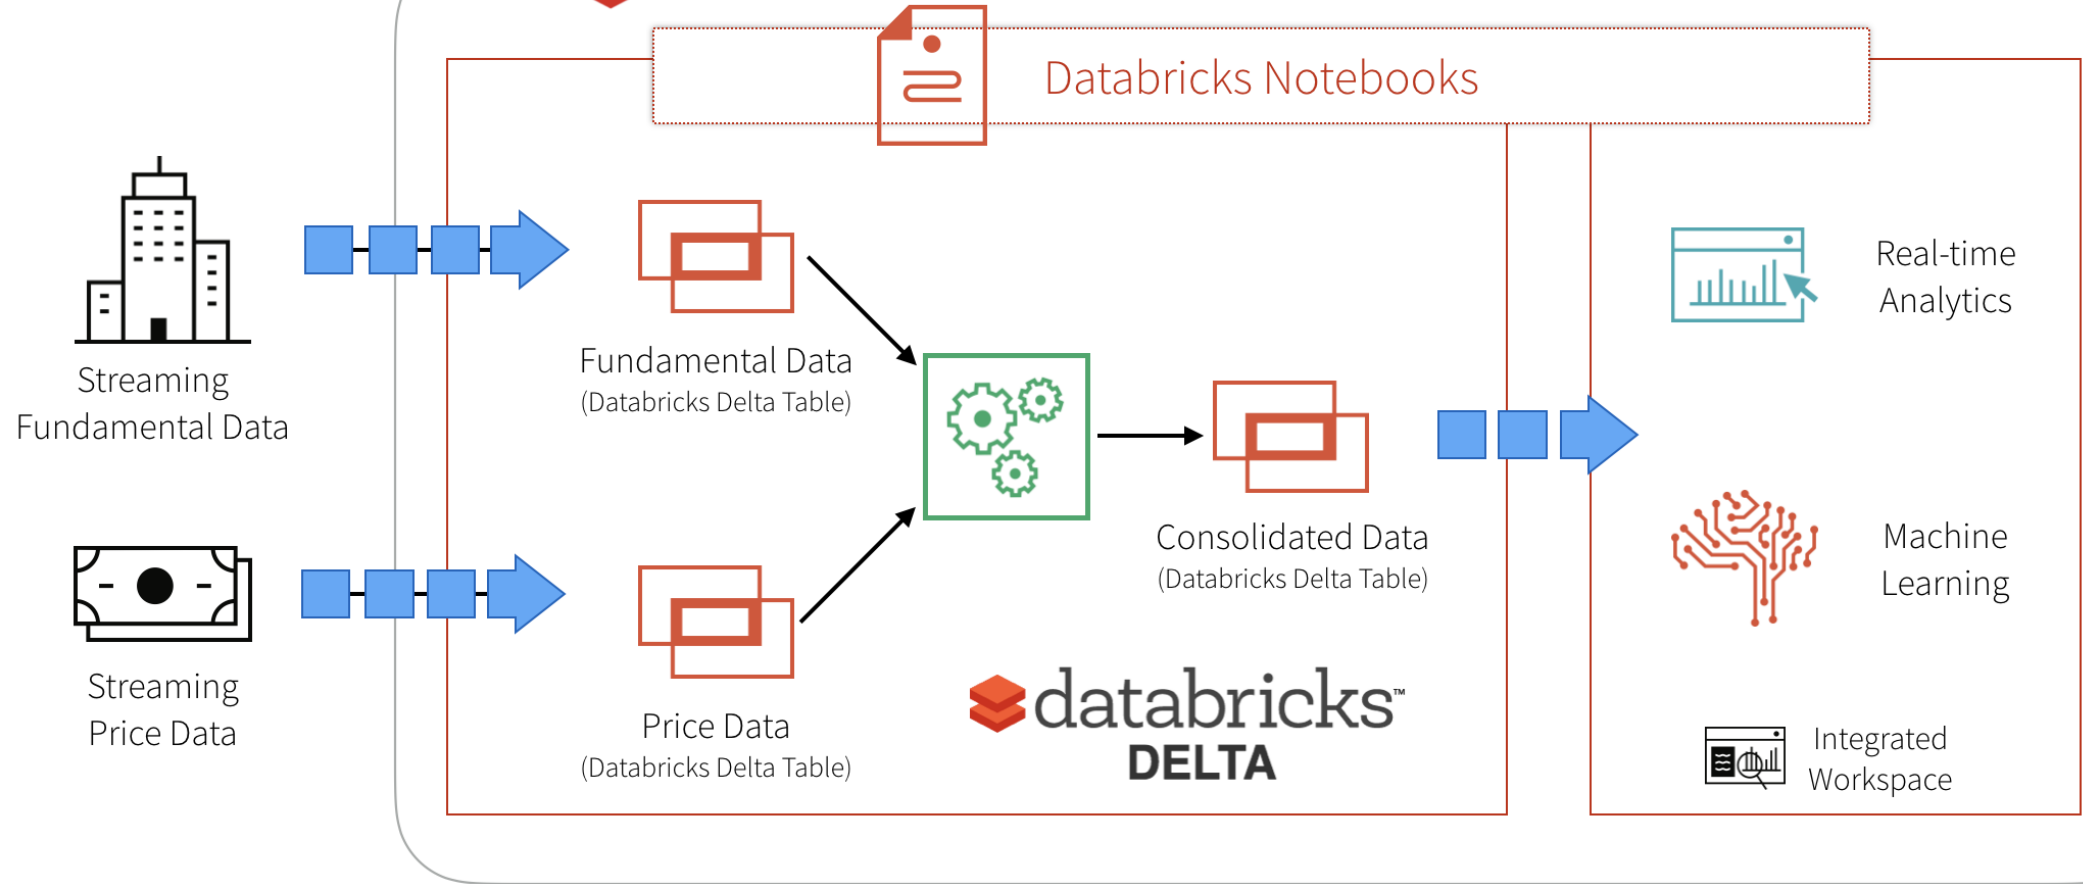 Databricks Notebooks
Streaming
Fundamental Data
Fundamental Data
(Databricks Delta Table)
Streaming
Price Data
Price Data
(Databricks Delta Table)
Consolidated Data
(Databricks Delta Table)
databricks™
DELTA
Real-time
Analytics
Machine
Learning
Integrated
Workspace